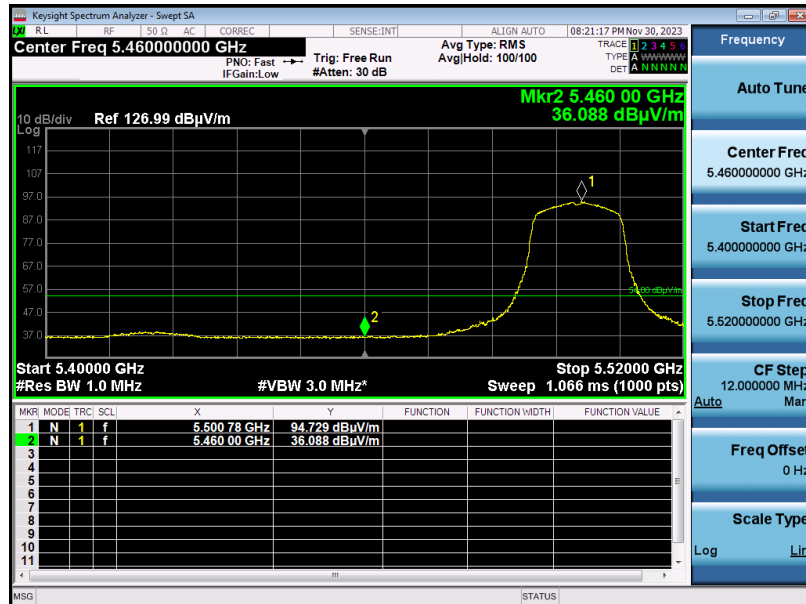 Keysight Spectrum Analyzer - Swept SA
LXI RL RF 50 Ω AC CORREC SENSE:INT ALIGN AUTO 08:21:17 PM Nov 30, 2023
Center Freq 5.460000000 GHz
PNO: Fast
IFGain:Low
Trig: Free Run
#Atten: 30 dB
Avg Type: RMS
Avg|Hold: 100/100
TRACE 1 2 3 4 5 6
TYPE A WWWWW
DET A N N N N N
Mkr2 5.460 00 GHz
36.088 dBµV/m
10 dB/div Ref 126.99 dBµV/m
Log
117
107
97.0
87.0
77.0
67.0
57.0
47.0
37.0
1
2
54.00 dBµV/m
Start 5.40000 GHz Stop 5.52000 GHz
#Res BW 1.0 MHz #VBW 3.0 MHz* Sweep 1.066 ms (1000 pts)
MKR MODE TRC SCL X Y FUNCTION FUNCTION WIDTH FUNCTION VALUE
1 N 1 f 5.500 78 GHz 94.729 dBµV/m
2 N 1 f 5.460 00 GHz 36.088 dBµV/m
3
4
5
6
7
8
9
10
11
MSG STATUS
Frequency
Auto Tune
Center Freq
5.460000000 GHz
Start Freq
5.400000000 GHz
Stop Freq
5.520000000 GHz
CF Step
12.000000 MHz
Auto Man
Freq Offset
0 Hz
Scale Type
Log Lin